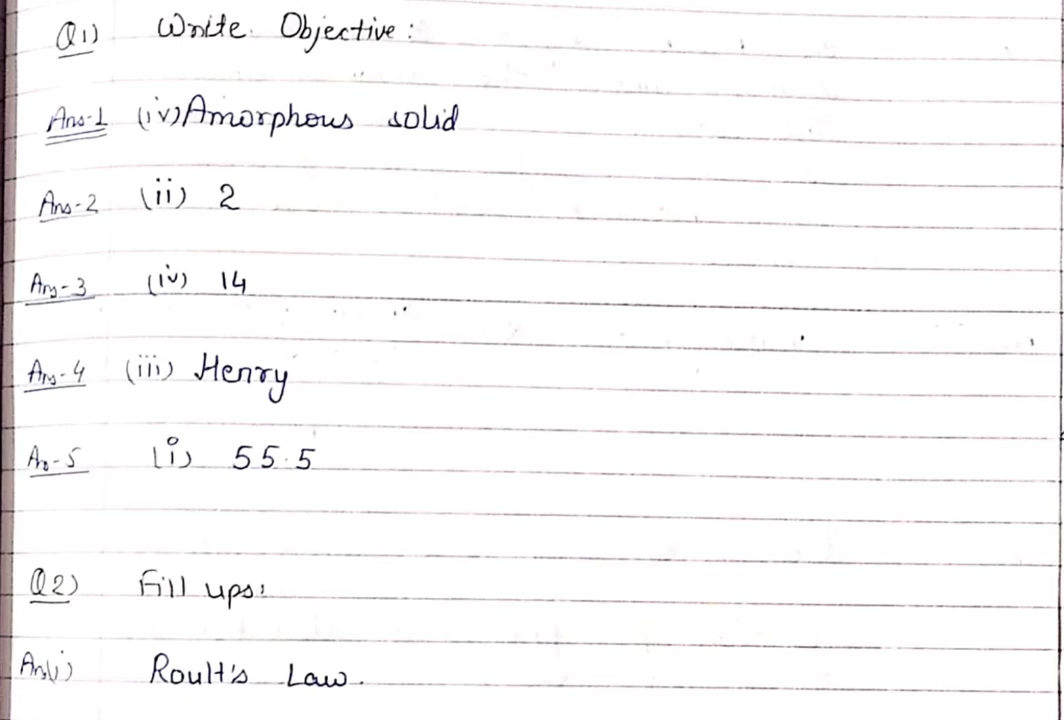 Q1) Write Objective:
Ans-1 (iv) Amorphous solid
Ans-2 (ii) 2
Ans-3 (iv) 14
Ans-4 (iii) Henry
An-5 (i) 55.5
Q2) Fill ups:
Ans(i) Roult's Law.